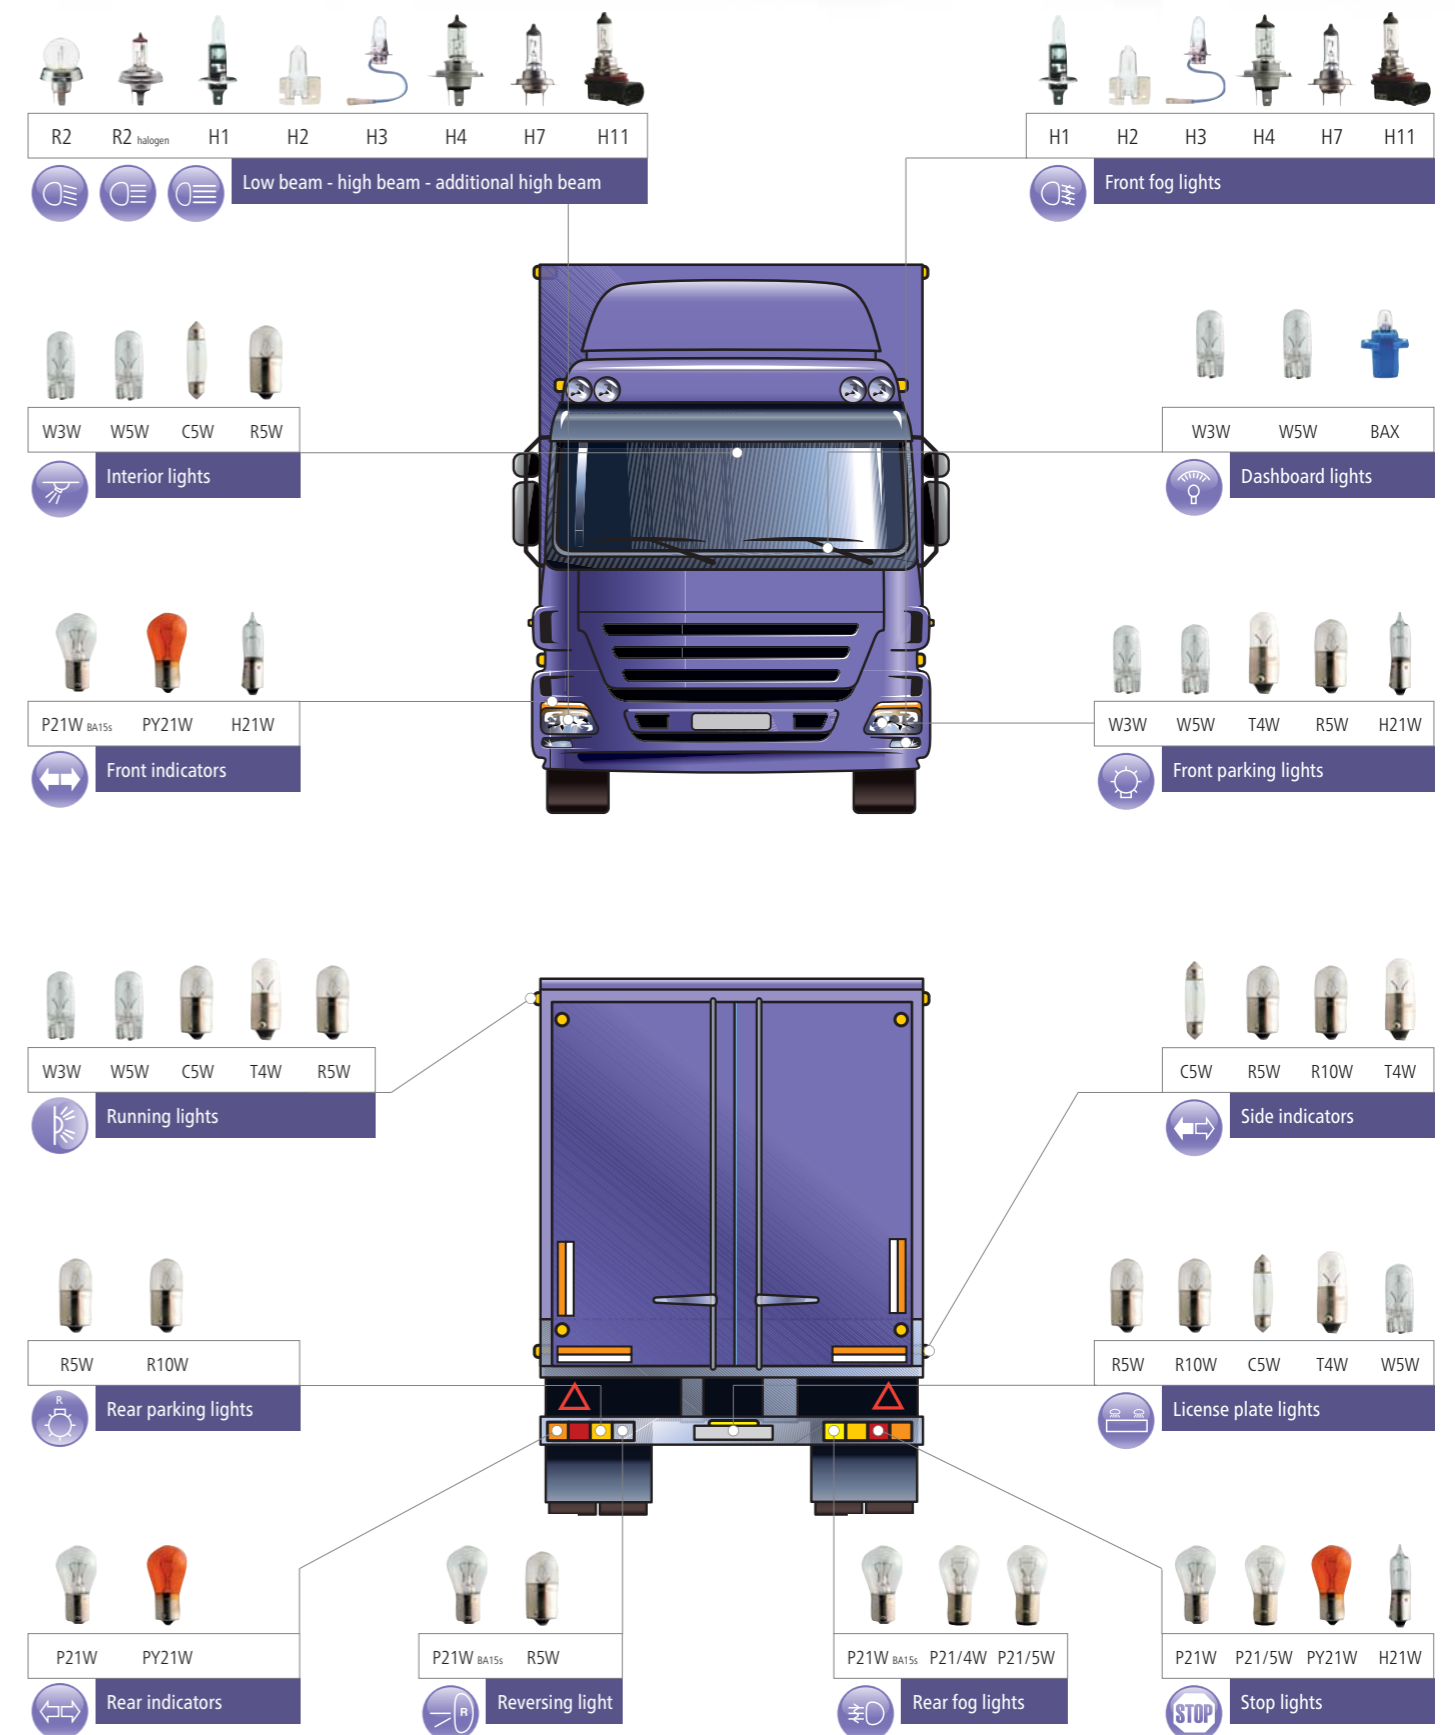 R2 R2 halogen H1 H2 H3 H4 H7 H11
Low beam - high beam - additional high beam
H1 H2 H3 H4 H7 H11
Front fog lights
W3W W5W C5W R5W
Interior lights
W3W W5W BAX
Dashboard lights
P21W BA15s PY21W H21W
Front indicators
W3W W5W T4W R5W H21W
Front parking lights
W3W W5W C5W T4W R5W
Running lights
C5W R5W R10W T4W
Side indicators
R5W R10W
R
Rear parking lights
R5W R10W C5W T4W W5W
License plate lights
P21W PY21W
Rear indicators
P21W BA15s R5W
R
Reversing light
P21W BA15s P21/4W P21/5W
Rear fog lights
P21W P21/5W PY21W H21W
STOP
Stop lights